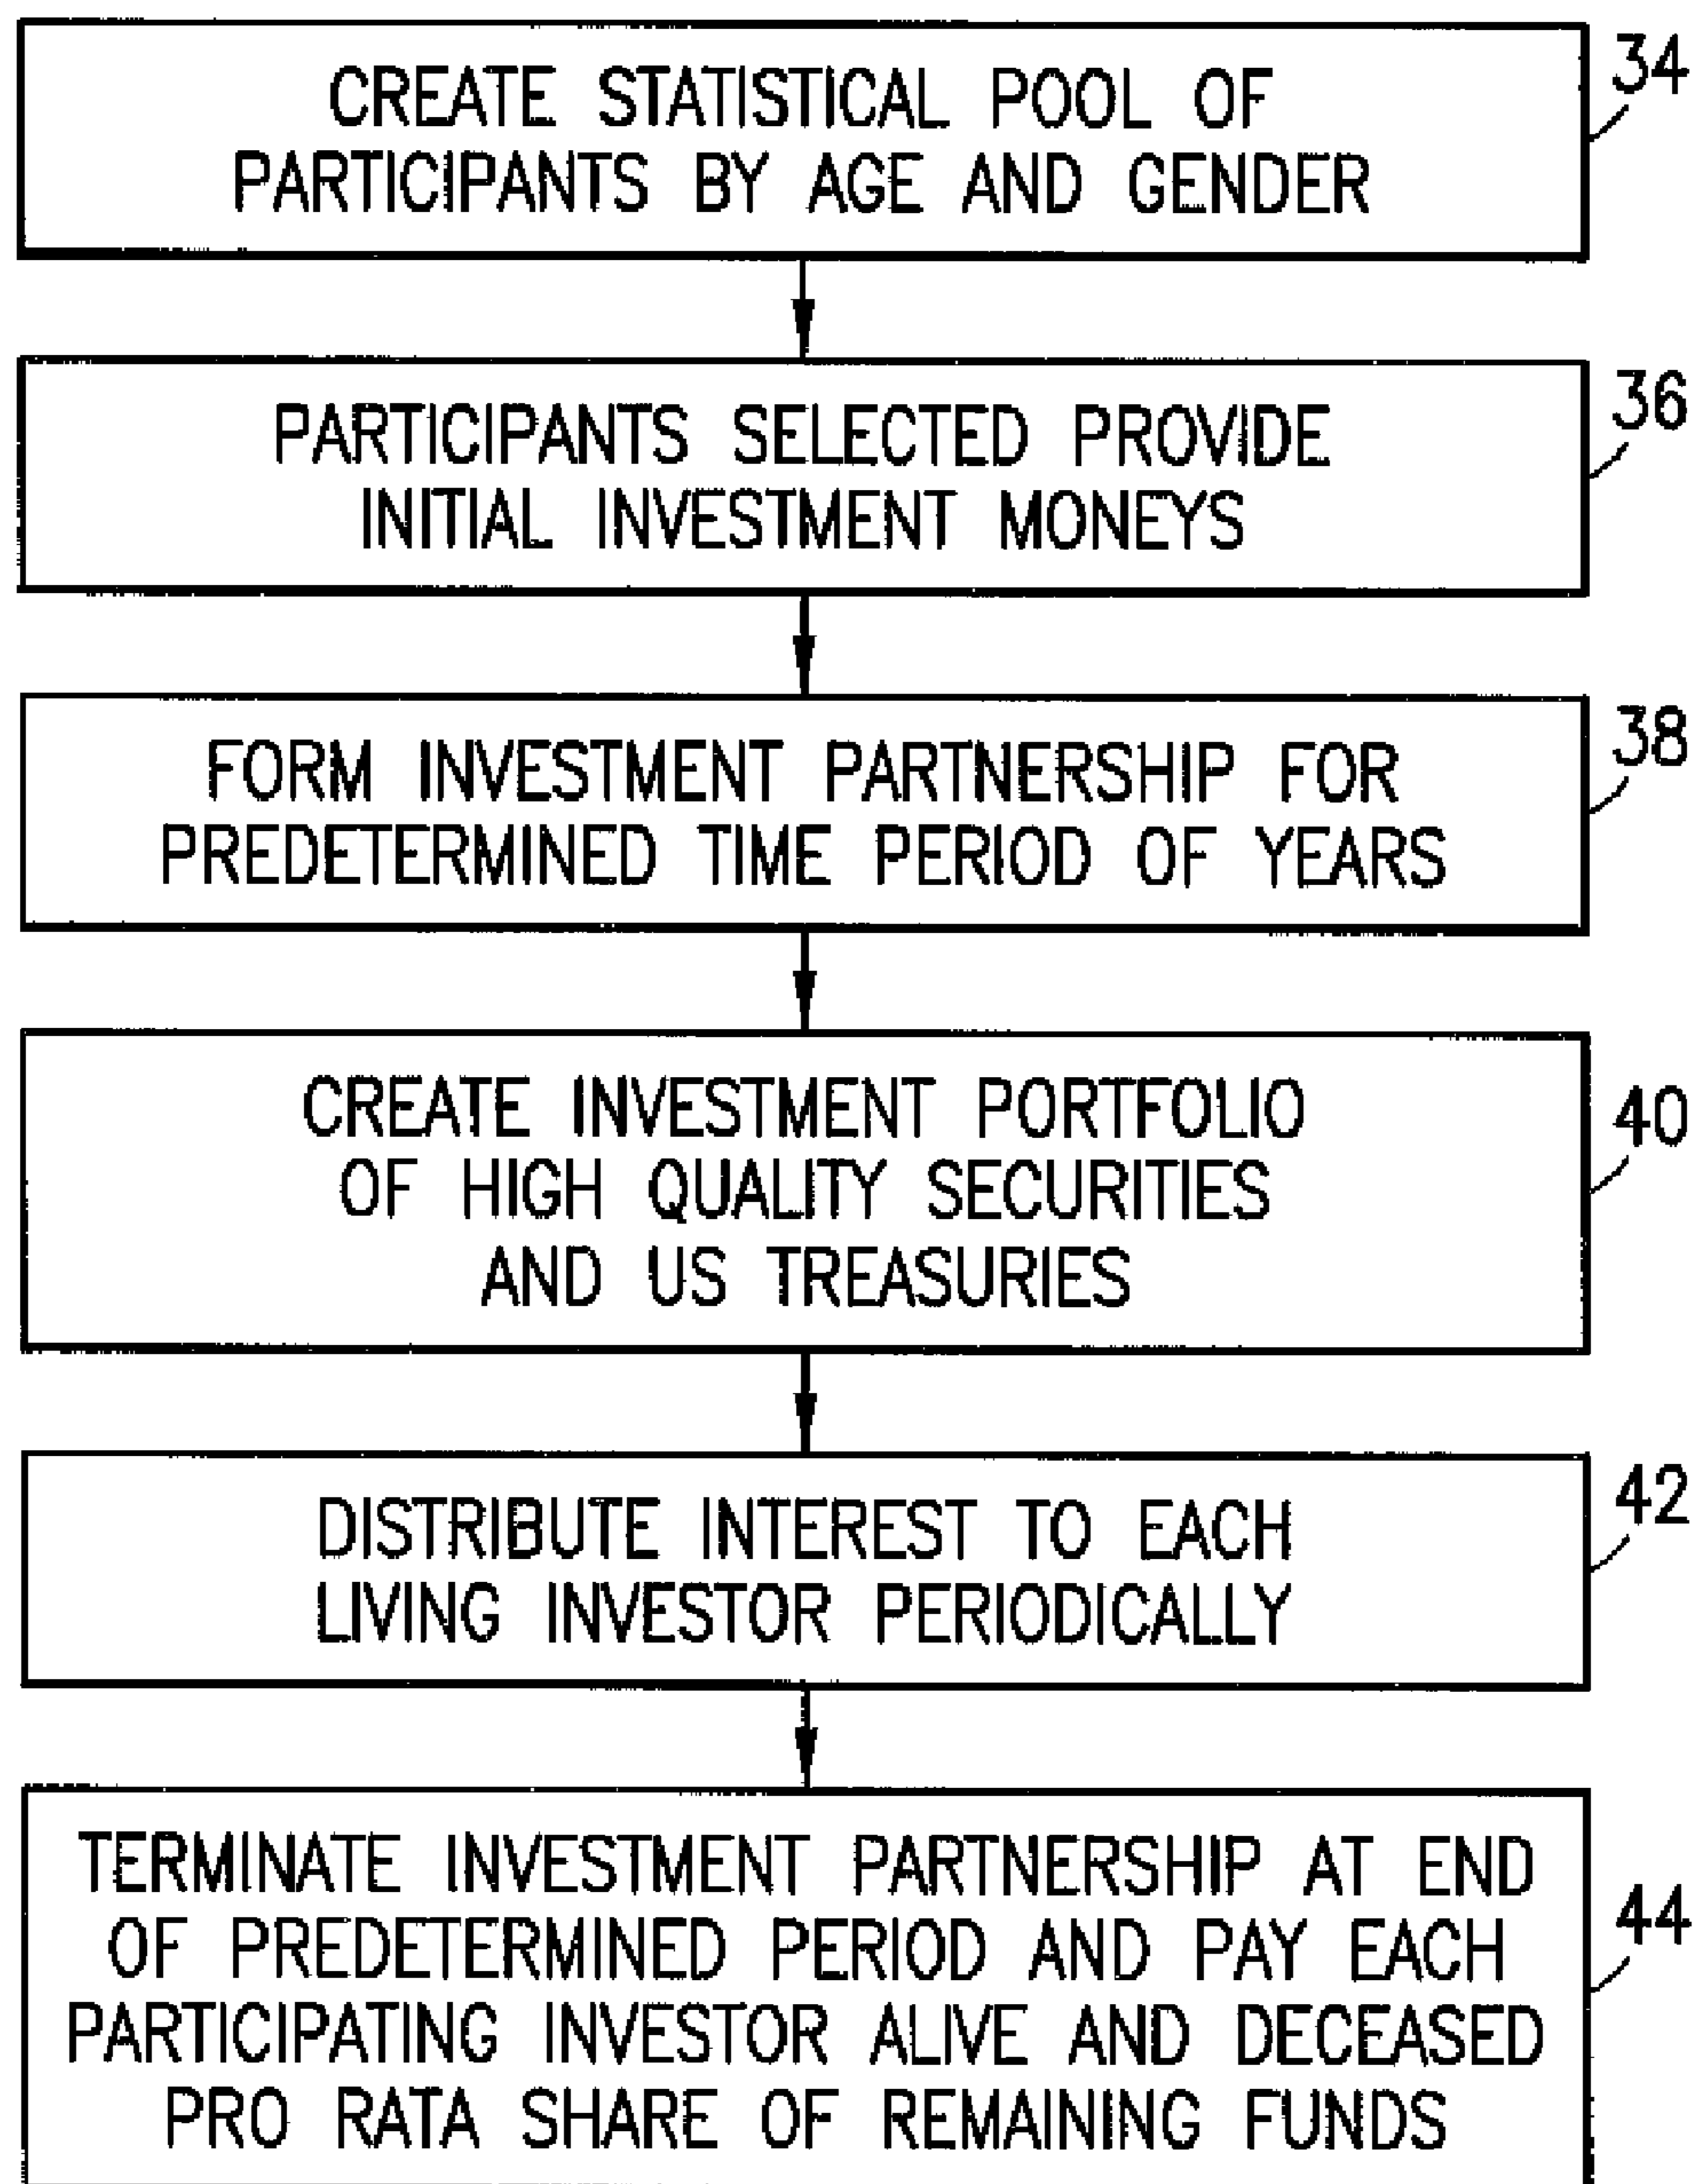 CREATE STATISTICAL POOL OF
PARTICIPANTS BY AGE AND GENDER
34
PARTICIPANTS SELECTED PROVIDE
INITIAL INVESTMENT MONEYS
36
FORM INVESTMENT PARTNERSHIP FOR
PREDETERMINED TIME PERIOD OF YEARS
38
CREATE INVESTMENT PORTFOLIO
OF HIGH QUALITY SECURITIES
AND US TREASURIES
40
DISTRIBUTE INTEREST TO EACH
LIVING INVESTOR PERIODICALLY
42
TERMINATE INVESTMENT PARTNERSHIP AT END
OF PREDETERMINED PERIOD AND PAY EACH
PARTICIPATING INVESTOR ALIVE AND DECEASED
PRO RATA SHARE OF REMAINING FUNDS
44